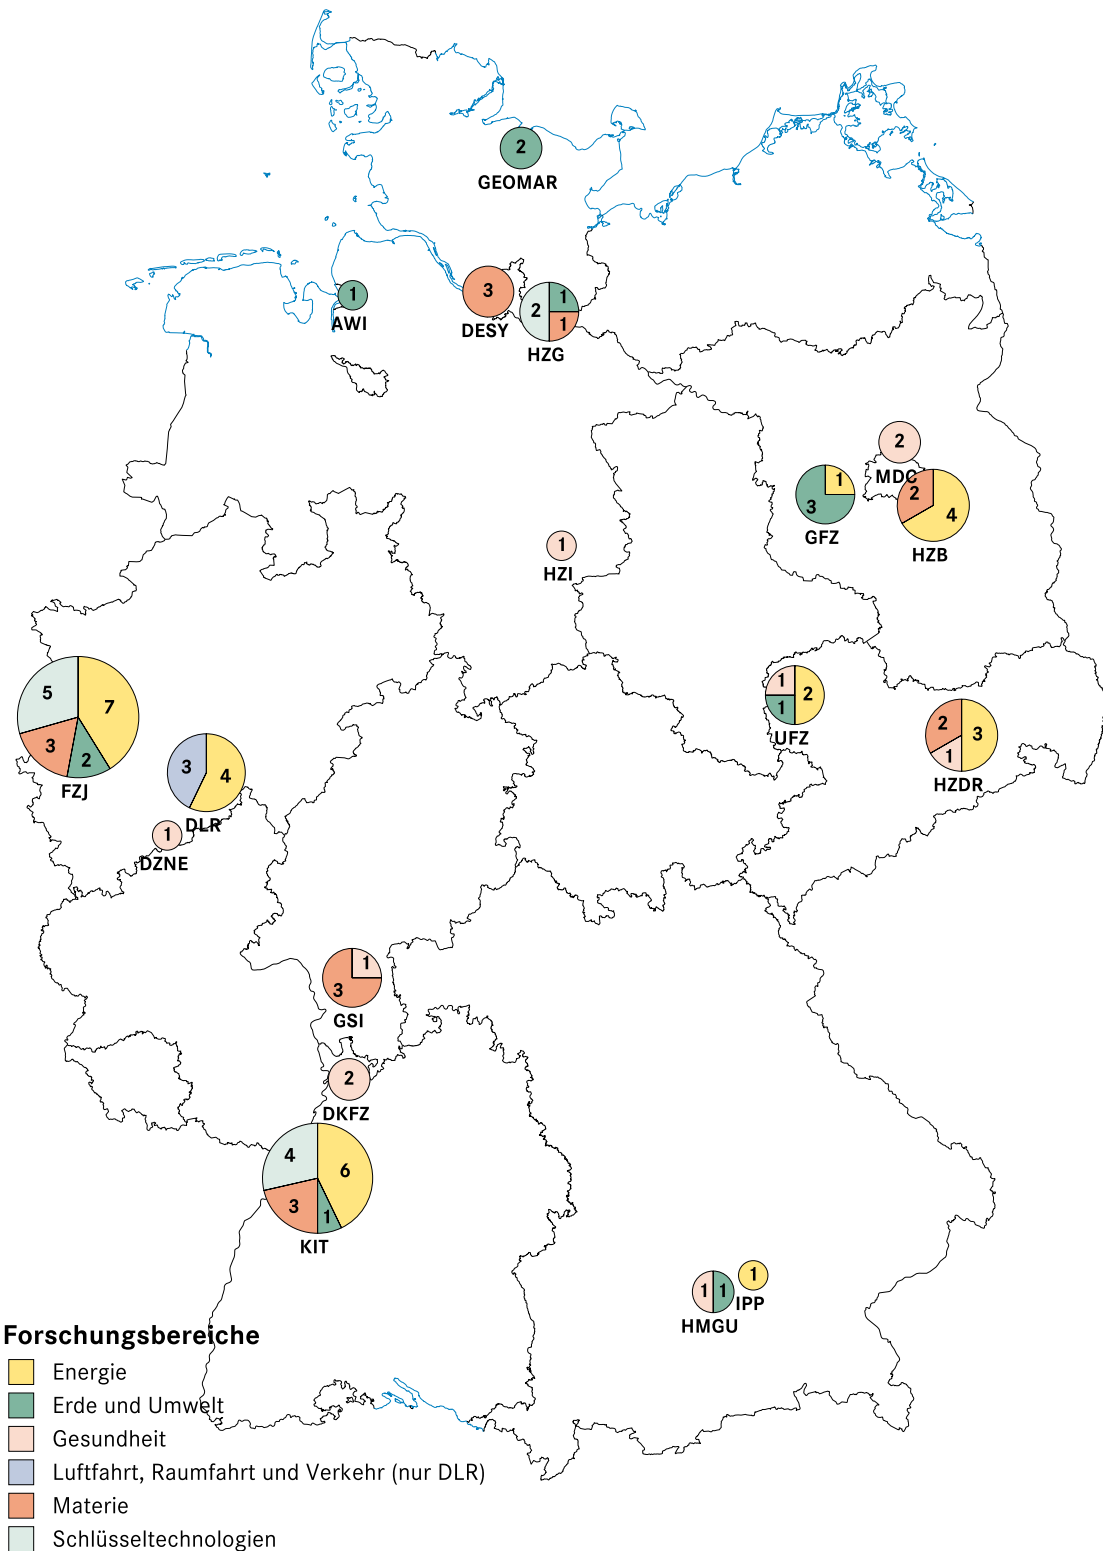 2
GEOMAR
1
AWI
3
DESY
2
1
1
HZG
2
MDC
1
3
GFZ
2
4
HZB
1
HZI
5
7
3
2
FZJ
3
4
DLR
1
DZNE
1
2
1
UFZ
2
3
1
HZDR
1
3
GSI
2
DKFZ
4
6
3
1
KIT
1
1
HMGU
1
IPP
Forschungsbereiche
Energie
Erde und Umwelt
Gesundheit
Luftfahrt, Raumfahrt und Verkehr (nur DLR)
Materie
Schlüsseltechnologien